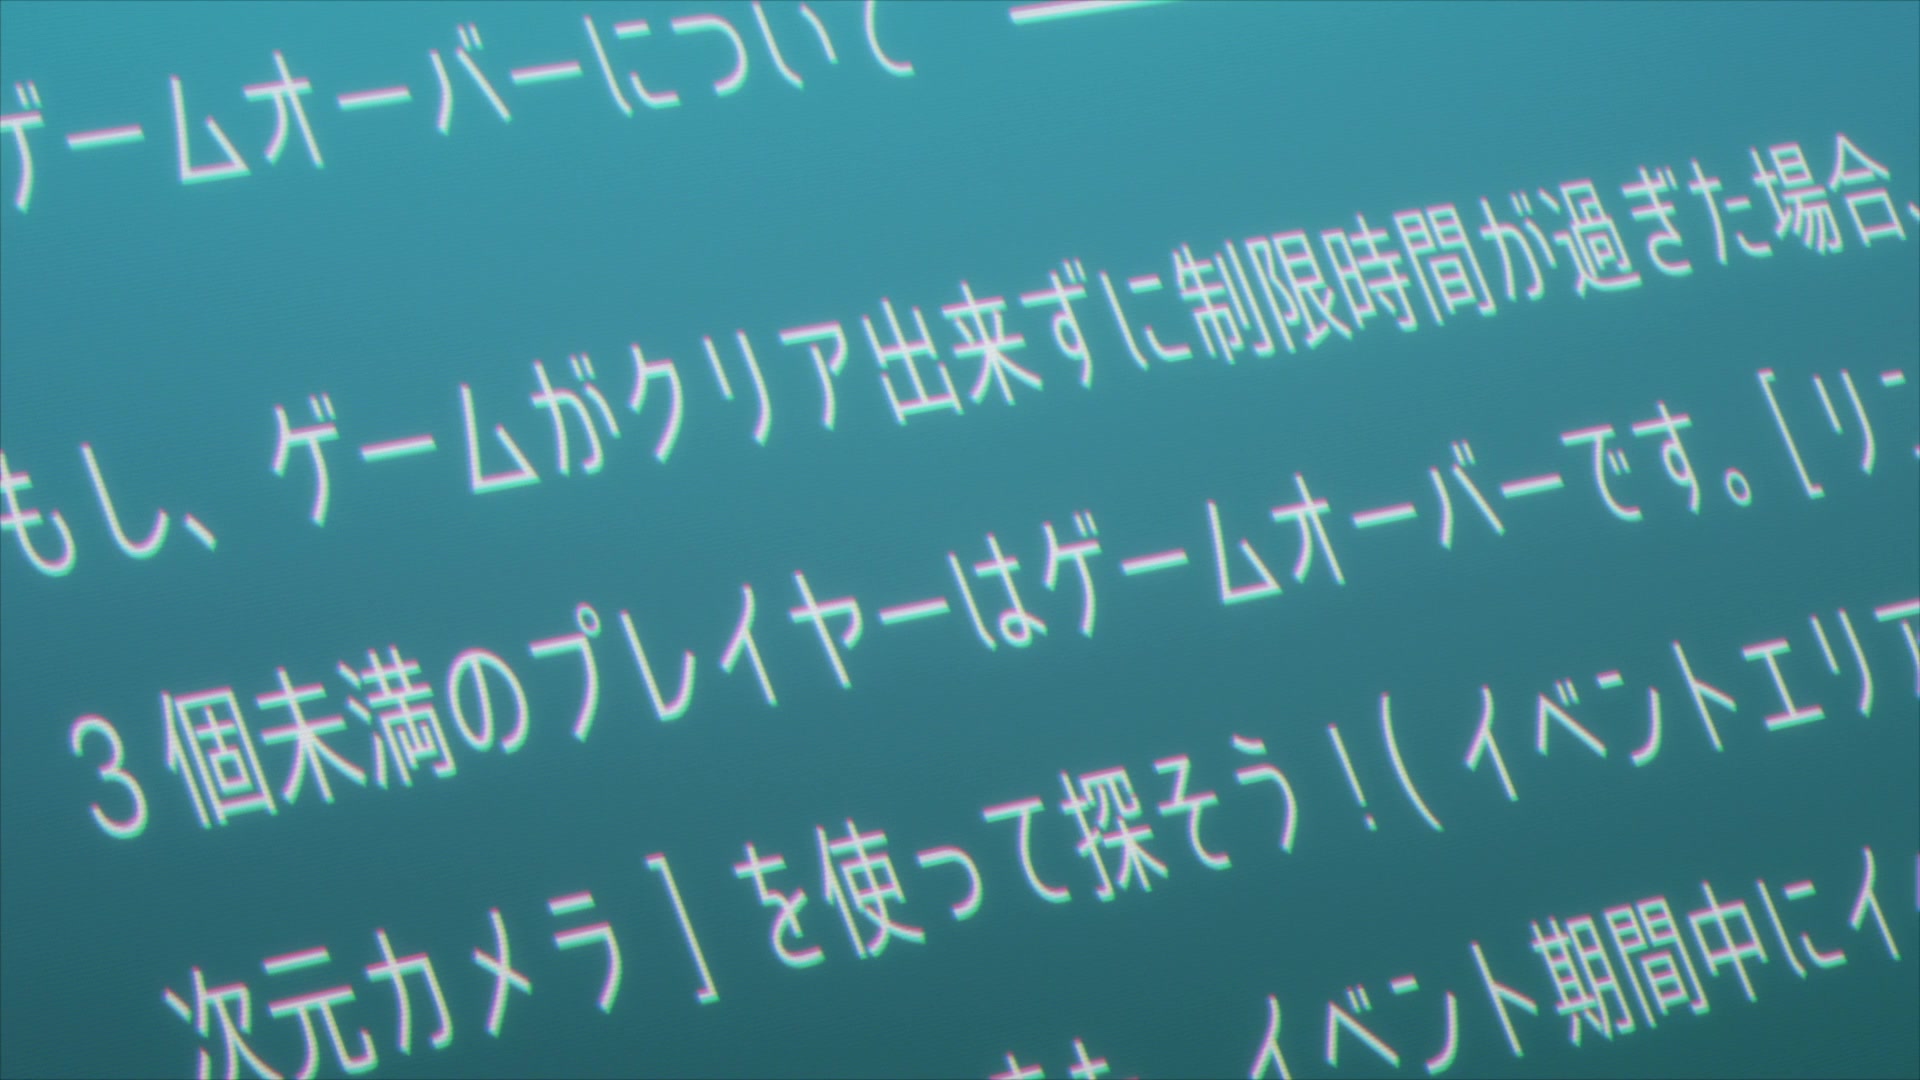 ゲームオーバーについて
もし、ゲームがクリア出来ずに制限時間が過ぎた場合、
3個未満のプレイヤーはゲームオーバーです。[リン
次元カメラ]を使って探そう!(イベントエリア
イベント期間中にイ